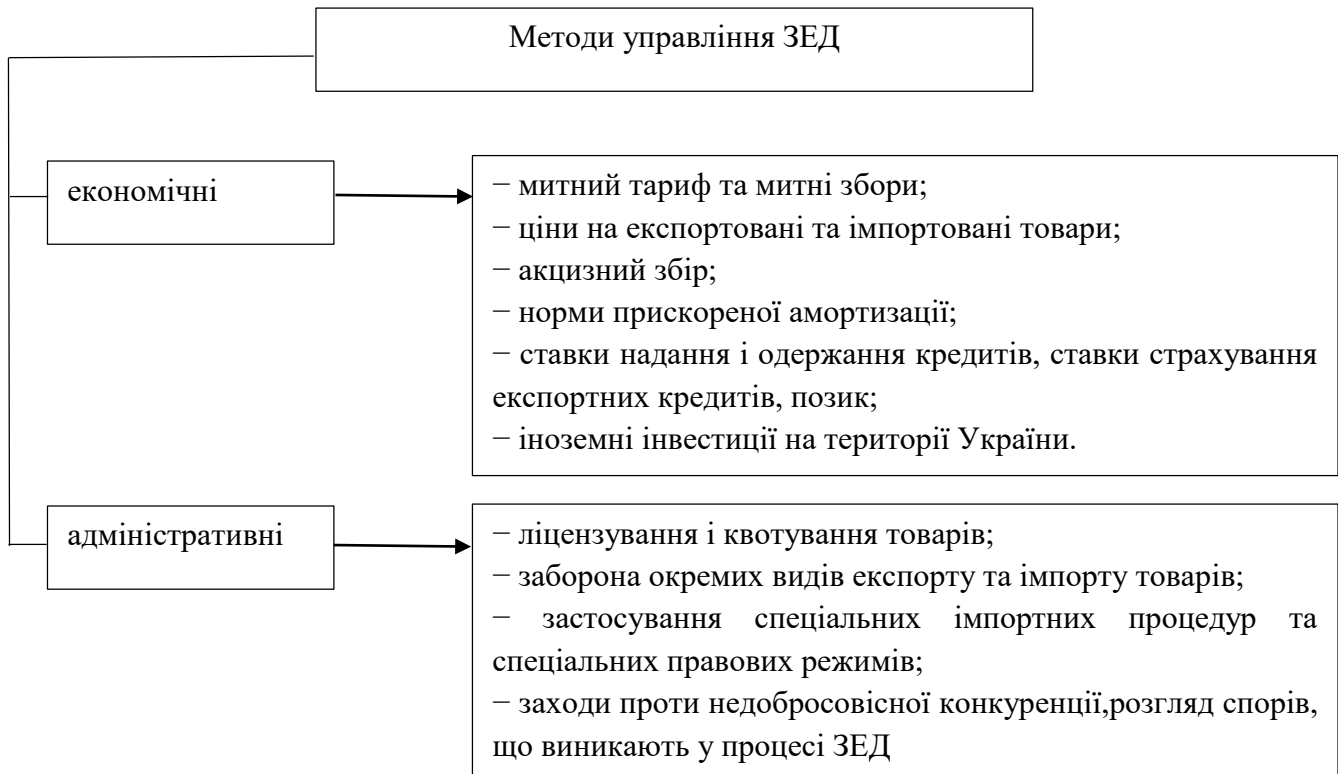 Методи управління ЗЕД
економічні
− митний тариф та митні збори;
− ціни на експортовані та імпортовані товари;
− акцизний збір;
− норми прискореної амортизації;
− ставки надання і одержання кредитів, ставки страхування
експортних кредитів, позик;
− іноземні інвестиції на території України.
адміністративні
− ліцензування і квотування товарів;
− заборона окремих видів експорту та імпорту товарів;
− застосування спеціальних імпортних процедур та
спеціальних правових режимів;
− заходи проти недобросовісної конкуренції,розгляд спорів,
що виникають у процесі ЗЕД